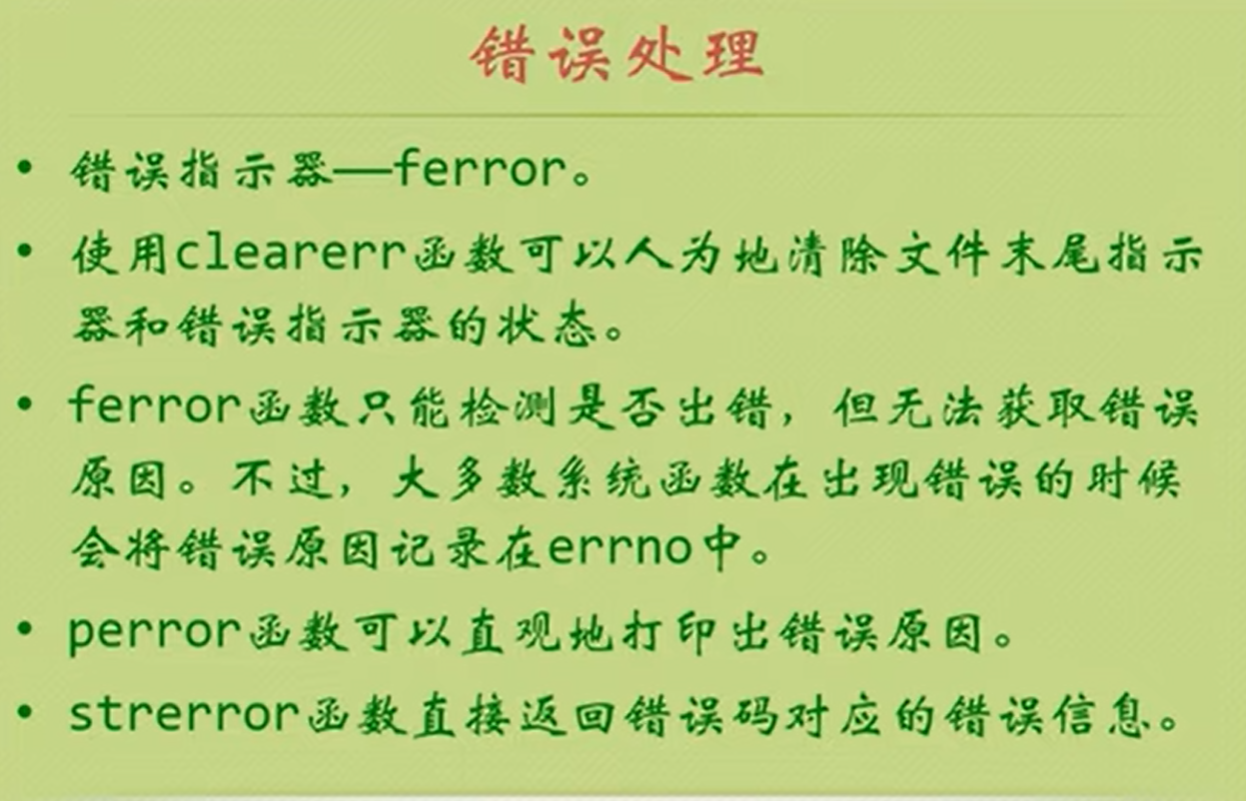 错误处理
• 错误指示器——ferror。
• 使用clearerr函数可以人为地清除文件末尾指示
器和错误指示器的状态。
• ferror函数只能检测是否出错，但无法获取错误
原因。不过，大多数系统函数在出现错误的时候
会将错误原因记录在errno中。
• perror函数可以直观地打印出错误原因。
• strerror函数直接返回错误码对应的错误信息。